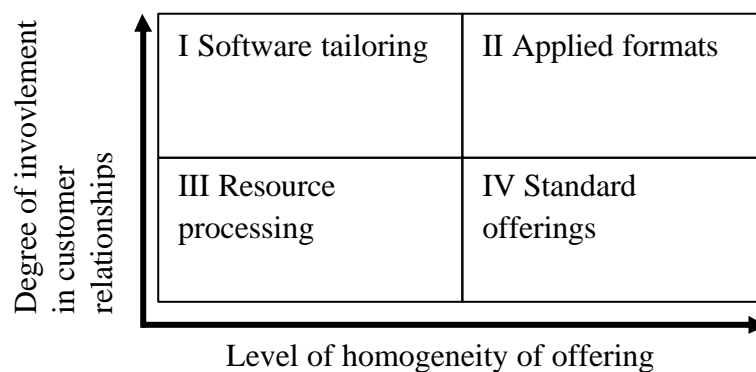 Degree of invovlement
in customer
relationships
I Software tailoring
II Applied formats
III Resource
processing
IV Standard
offerings
Level of homogeneity of offering